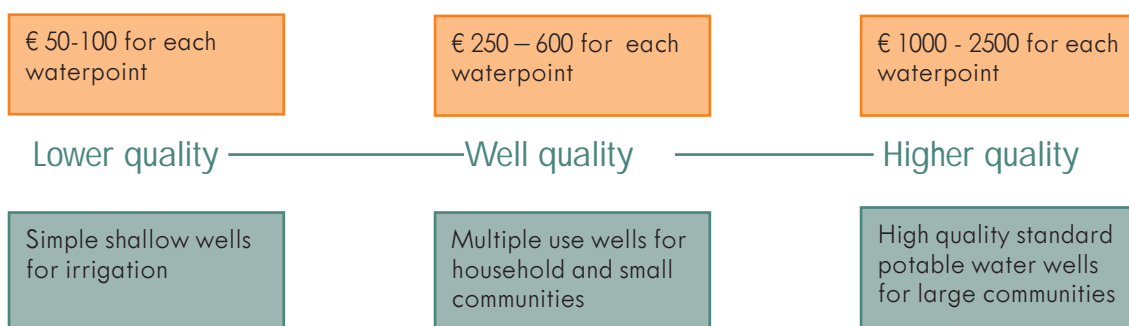 € 50-100 for each
waterpoint
€ 250 – 600 for each
waterpoint
€ 1000 - 2500 for each
waterpoint
Lower quality
Well quality
Higher quality
Simple shallow wells
for irrigation
Multiple use wells for
household and small
communities
High quality standard
potable water wells
for large communities